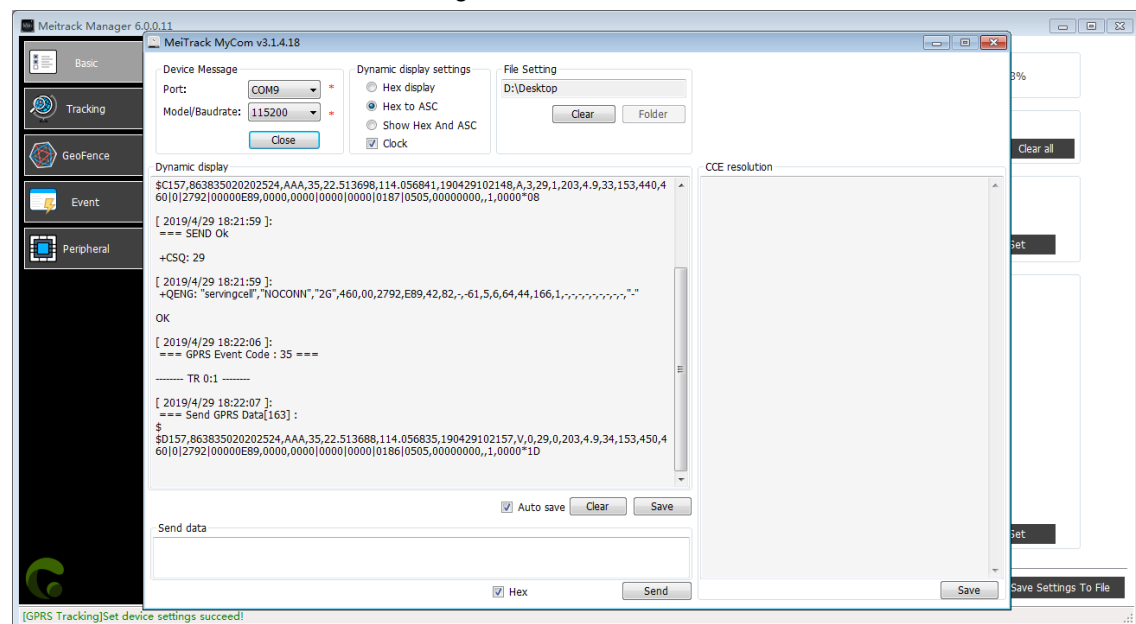 Meitrack Manager 6.0.0.11
MeiTrack MyCom v3.1.4.18
Basic
Tracking
GeoFence
Event
Peripheral
Device Message
Port:
COM9
*
Model/Baudrate:
115200
*
Close
Dynamic display settings
Hex display
Hex to ASC
Show Hex And ASC
Clock
File Setting
D:\Desktop
Clear
Folder
3%
Clear all
Set
Set
Dynamic display
$C157,863835020202524,AAA,35,22.513698,114.056841,190429102148,A,3,29,1,203,4.9,33,153,440,4
60|0|2792|00000E89,0000,0000|0000|0000|0187|0505,00000000,,1,0000*08
[ 2019/4/29 18:21:59 ]:
=== SEND Ok
+CSQ: 29
[ 2019/4/29 18:21:59 ]:
+QENG: "servingcell","NOCONN","2G",460,00,2792,E89,42,82,-,-61,5,6,64,44,166,1,-,-,-,-,-,-,-,-,-,"-"
OK
[ 2019/4/29 18:22:06 ]:
=== GPRS Event Code : 35 ===
-------- TR 0:1 --------
[ 2019/4/29 18:22:07 ]:
=== Send GPRS Data[163] :
$
$D157,863835020202524,AAA,35,22.513688,114.056835,190429102157,V,0,29,0,203,4.9,34,153,450,4
60|0|2792|00000E89,0000,0000|0000|0000|0186|0505,00000000,,1,0000*1D
CCE resolution
Auto save
Clear
Save
Send data
Hex
Send
Save
Save Settings To File
[GPRS Tracking]Set device settings succeed!